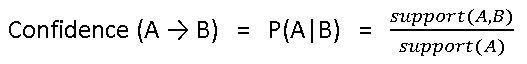 Confidence (A → B) = P(A|B) = support(A,B)
support(A)